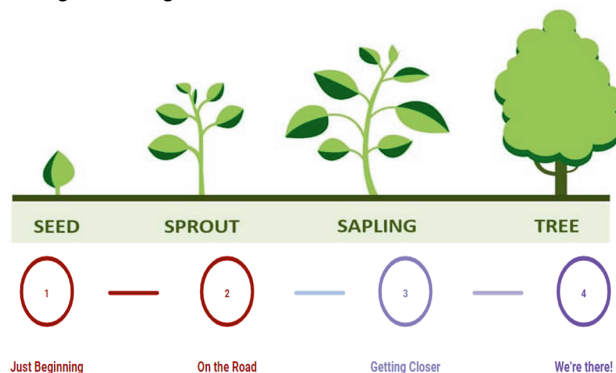 SEED SPROUT SAPLING TREE
1 2 3 4
Just Beginning On the Road Getting Closer We're there!